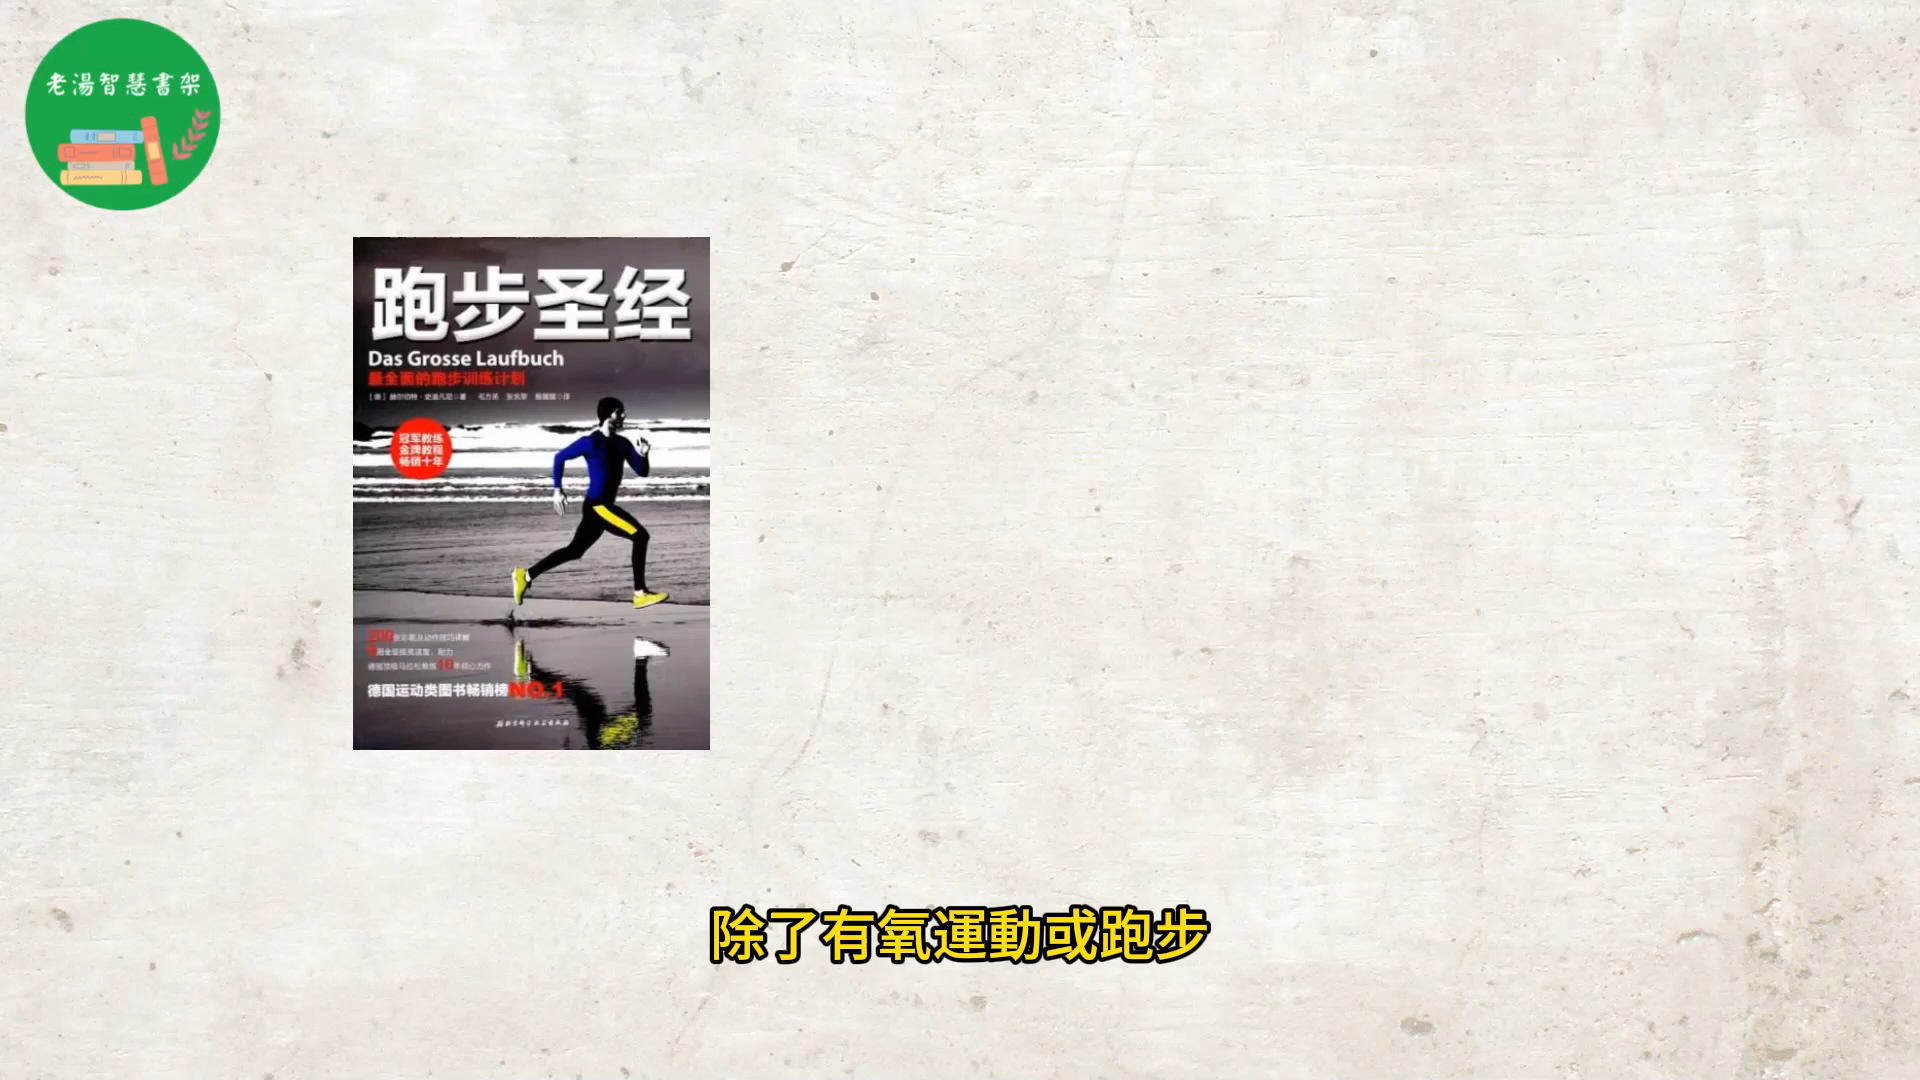 老湯智慧書架
跑步圣经
Das Grosse Laufbuch
最全面的跑步训练计划
冠军教练
金牌教程
畅销十年
德国运动类图书畅销榜NO.1
除了有氧運動或跑步